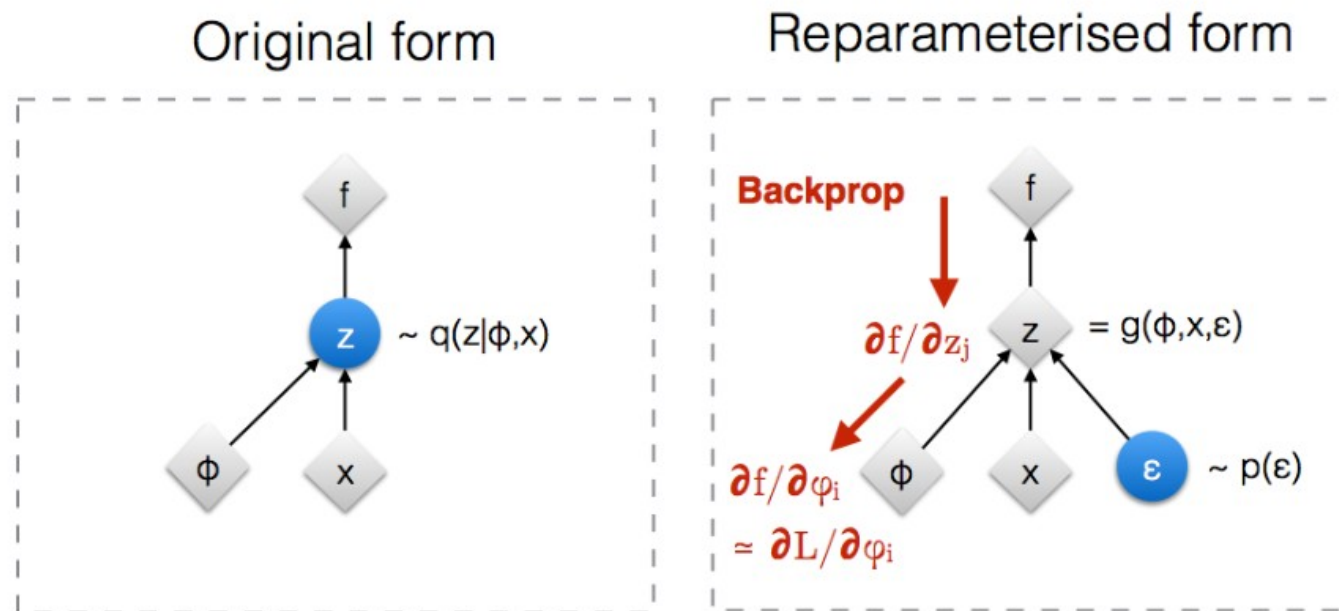 Original form
f
z ~ q(z|ϕ,x)
ϕ x
Reparameterised form
Backprop f
∂f/∂zⱼ z = g(ϕ,x,ε)
∂f/∂φᵢ ϕ x ε ~ p(ε)
≃ ∂L/∂φᵢ